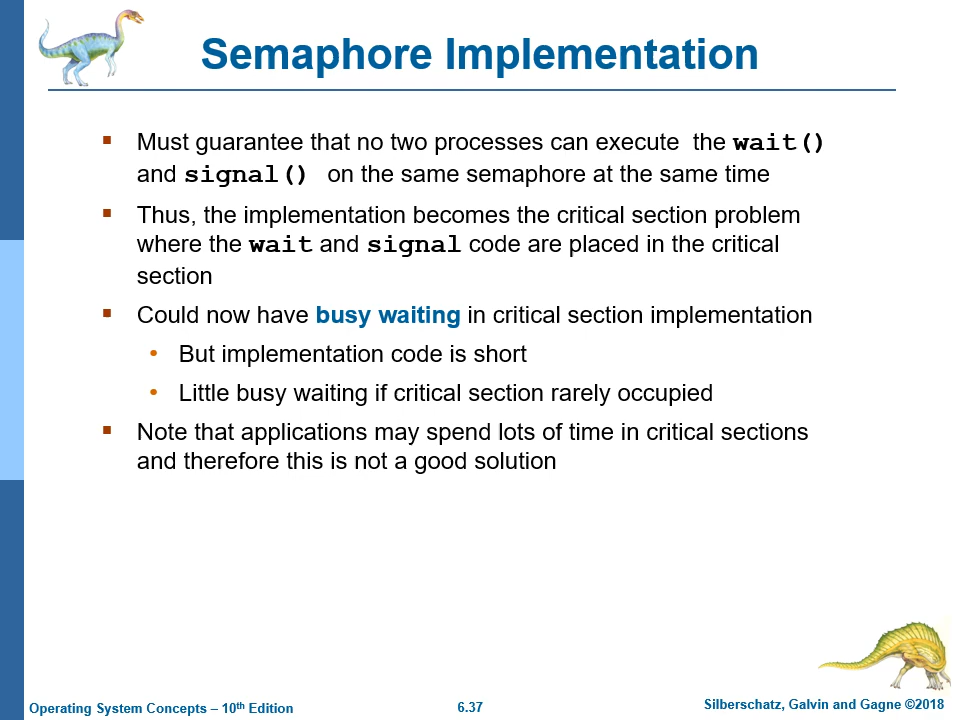 Semaphore Implementation
▪ Must guarantee that no two processes can execute the wait()
and signal() on the same semaphore at the same time
▪ Thus, the implementation becomes the critical section problem
where the wait and signal code are placed in the critical
section
▪ Could now have busy waiting in critical section implementation
• But implementation code is short
• Little busy waiting if critical section rarely occupied
▪ Note that applications may spend lots of time in critical sections
and therefore this is not a good solution
Operating System Concepts – 10th Edition
6.37
Silberschatz, Galvin and Gagne ©2018